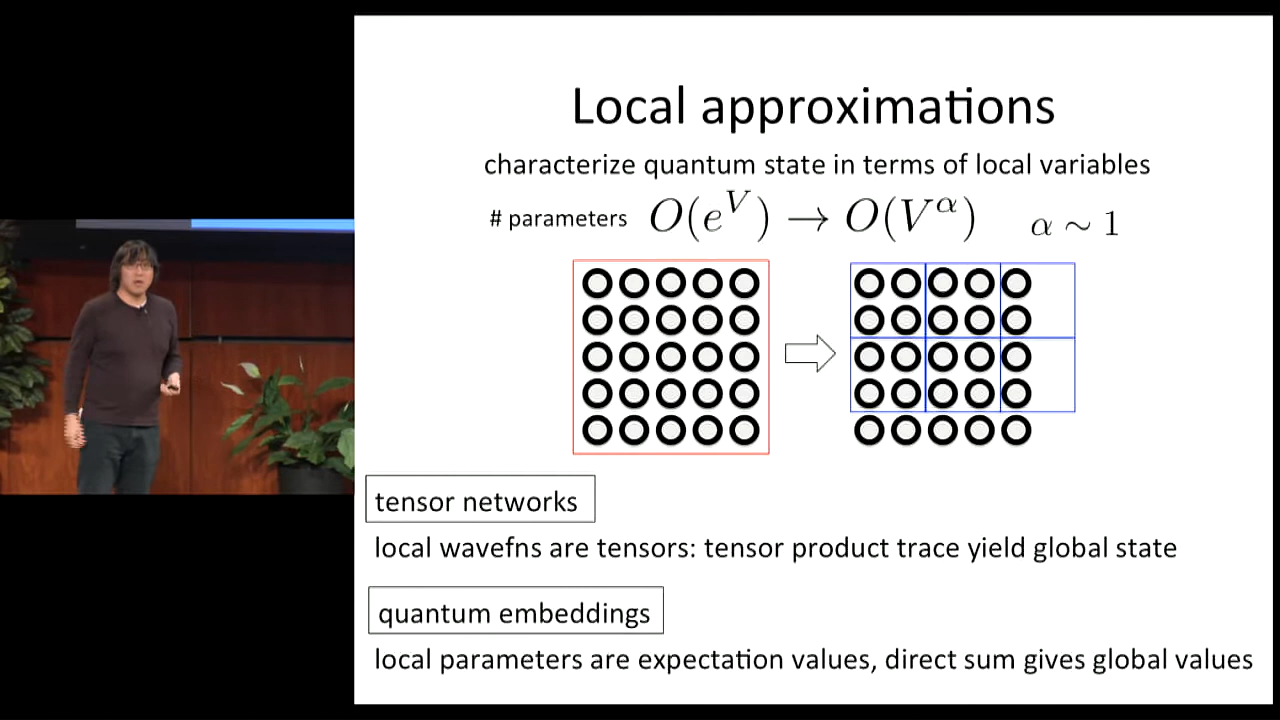 Local approximations
characterize quantum state in terms of local variables
# parameters O(e^V) → O(V^α) α ∼ 1
tensor networks
local wavefns are tensors: tensor product trace yield global state
quantum embeddings
local parameters are expectation values, direct sum gives global values